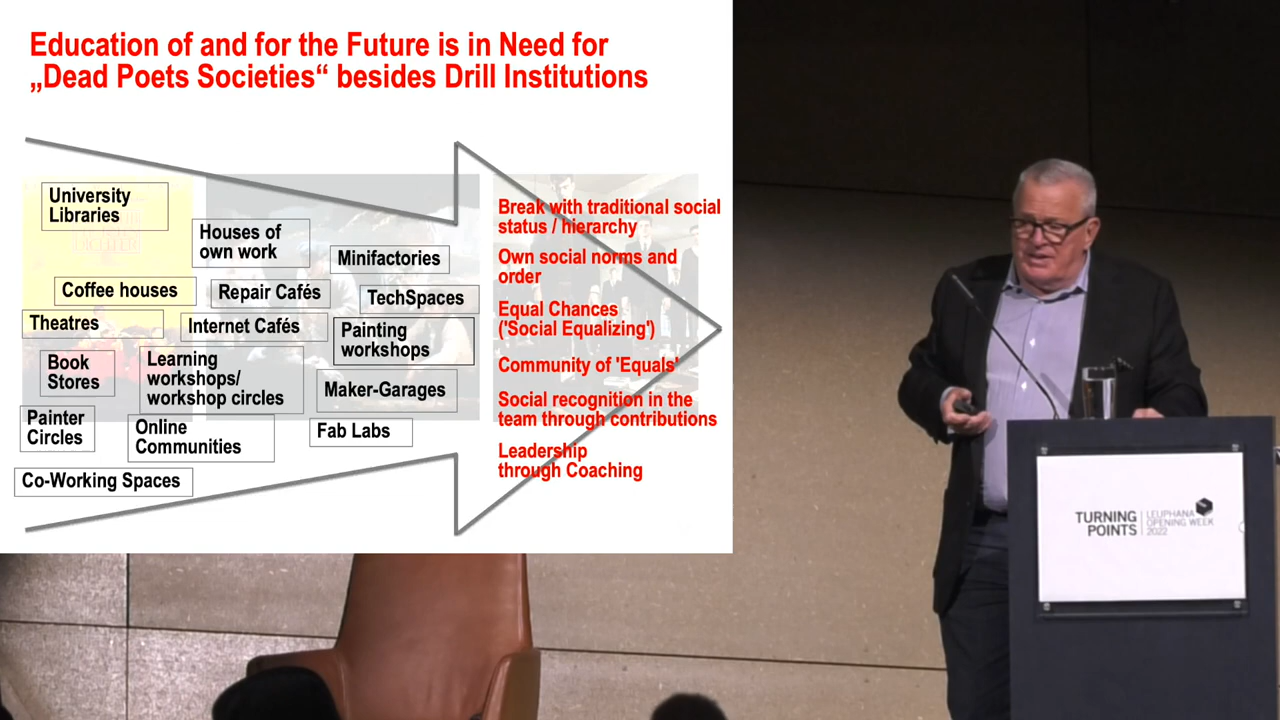 Education of and for the Future is in Need for
„Dead Poets Societies“ besides Drill Institutions
University
Libraries
Houses of
own work
Minifactories
Coffee houses
Repair Cafés
TechSpaces
Theatres
Internet Cafés
Painting
workshops
Book
Stores
Learning
workshops/
workshop circles
Maker-Garages
Painter
Circles
Online
Communities
Fab Labs
Co-Working Spaces
Break with traditional social
status / hierarchy
Own social norms and
order
Equal Chances
('Social Equalizing')
Community of 'Equals'
Social recognition in the
team through contributions
Leadership
through Coaching
TURNING
POINTS
LEUPHANA
OPENING WEEK
2022